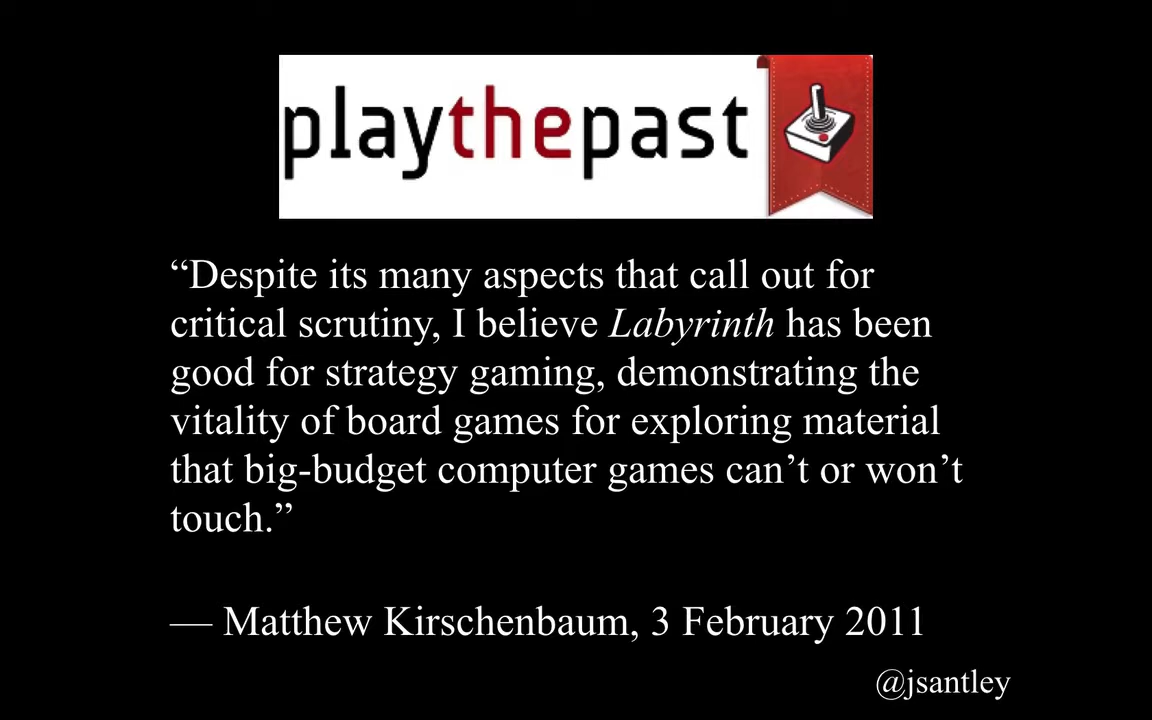 playthepast
“Despite its many aspects that call out for
critical scrutiny, I believe Labyrinth has been
good for strategy gaming, demonstrating the
vitality of board games for exploring material
that big-budget computer games can’t or won’t
touch.”
— Matthew Kirschenbaum, 3 February 2011
@jsantley